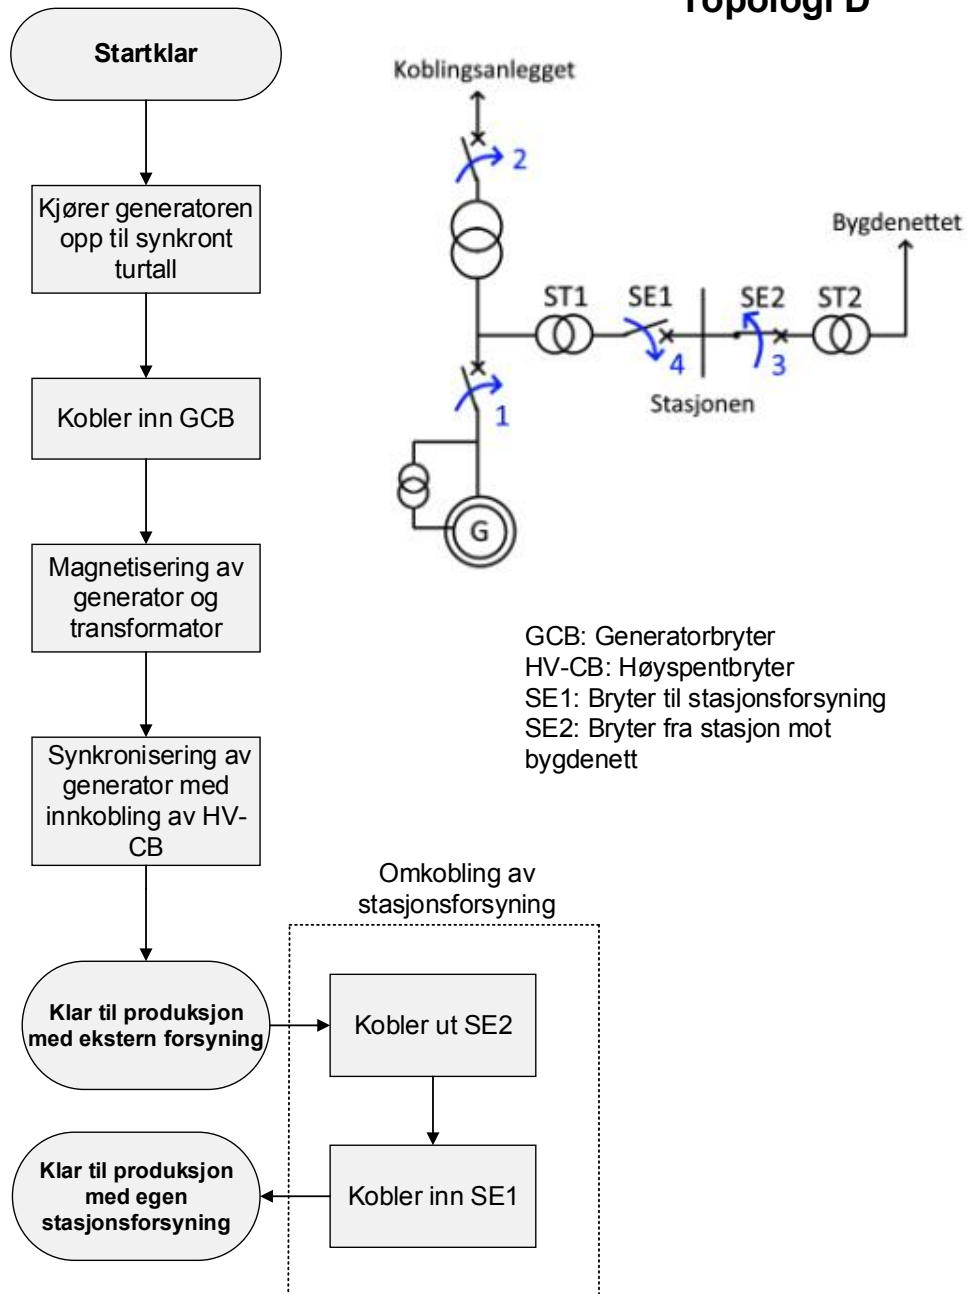 Topologi D
Startklar
Kjører generatoren
opp til synkront
turtall
Kobler inn GCB
Magnetisering av
generator og
transformator
Synkronisering av
generator med
innkobling av HV-
CB
Klar til produksjon
med ekstern forsyning
Omkobling av
stasjonsforsyning
Kobler ut SE2
Kobler inn SE1
Klar til produksjon
med egen
stasjonsforsyning
Koblingsanlegget
2
Bygdenettet
ST1 SE1 SE2 ST2
4 3
Stasjonen
1
G
GCB: Generatorbryter
HV-CB: Høyspentbryter
SE1: Bryter til stasjonsforsyning
SE2: Bryter fra stasjon mot
bygdenett